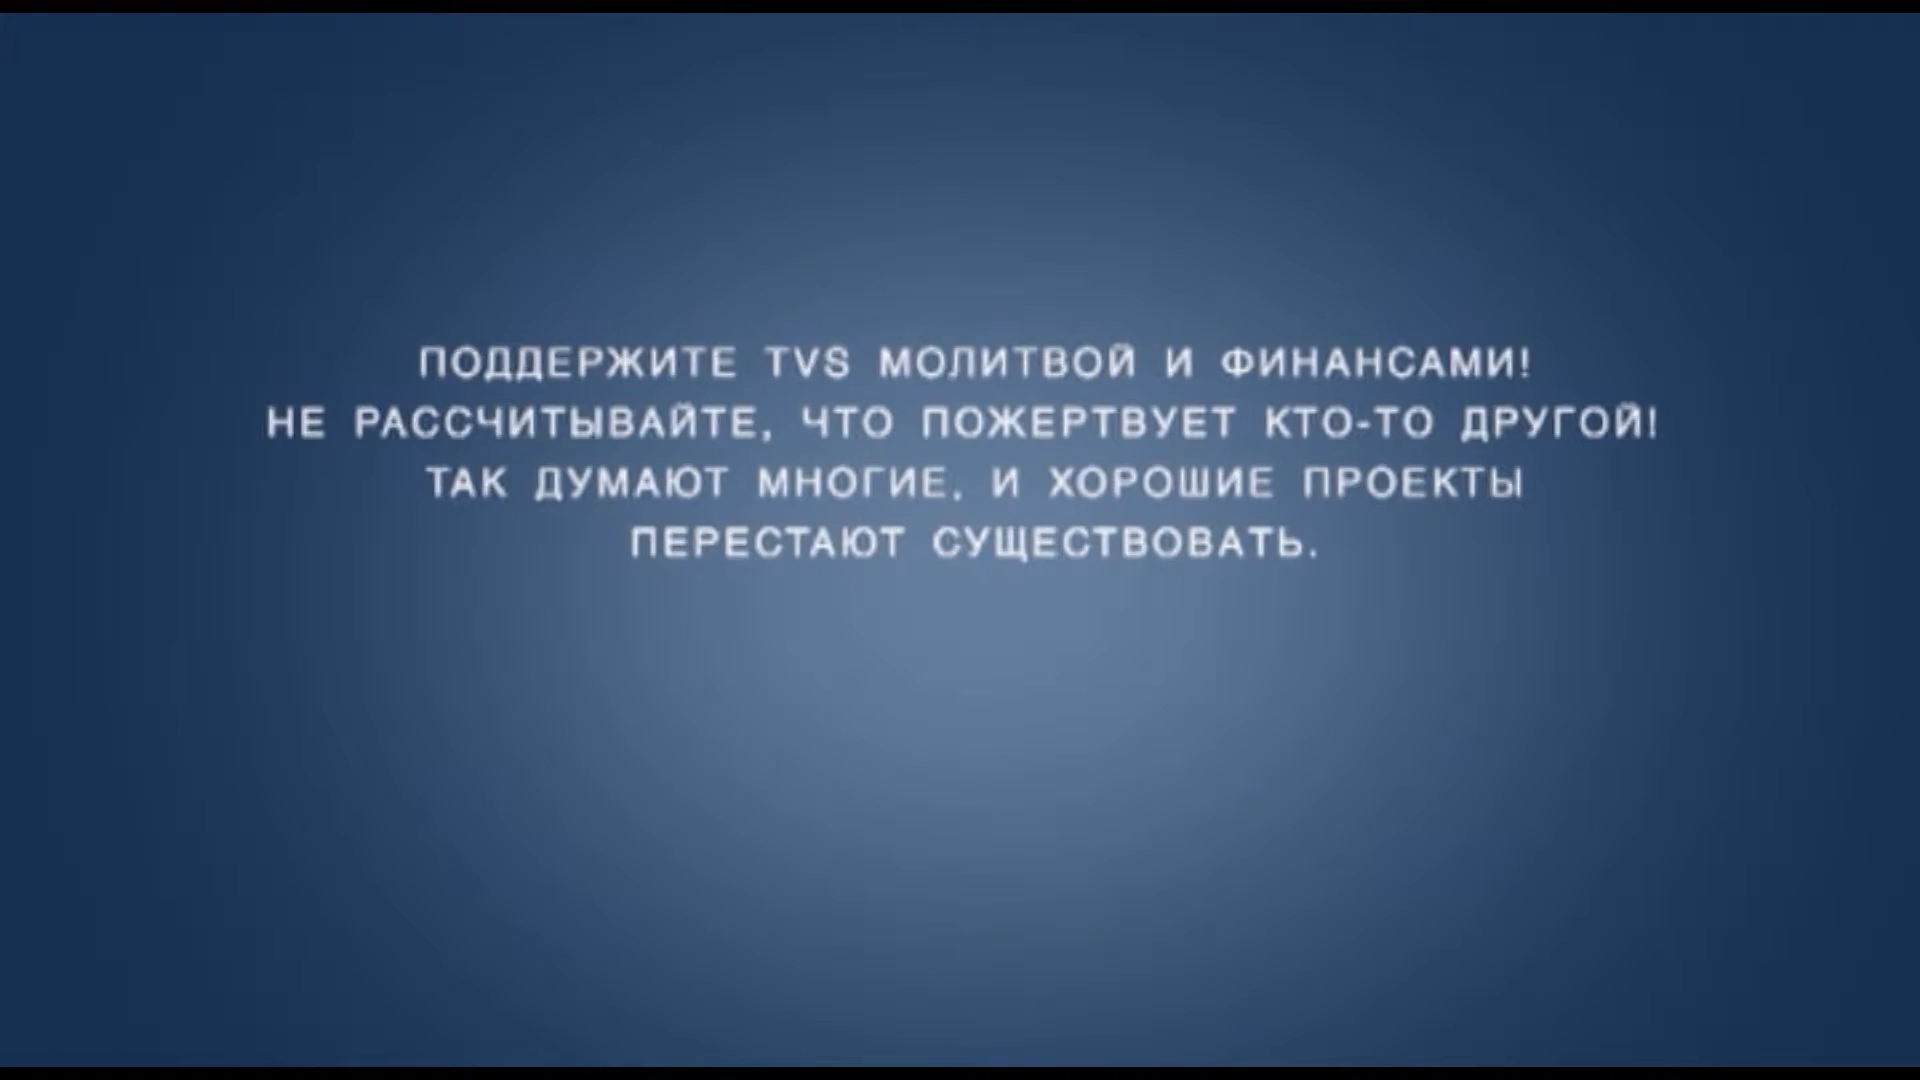 ПОДДЕРЖИТЕ TVS МОЛИТВОЙ И ФИНАНСАМИ!
НЕ РАССЧИТЫВАЙТЕ, ЧТО ПОЖЕРТВУЕТ КТО-ТО ДРУГОЙ!
ТАК ДУМАЮТ МНОГИЕ, И ХОРОШИЕ ПРОЕКТЫ
ПЕРЕСТАЮТ СУЩЕСТВОВАТЬ.